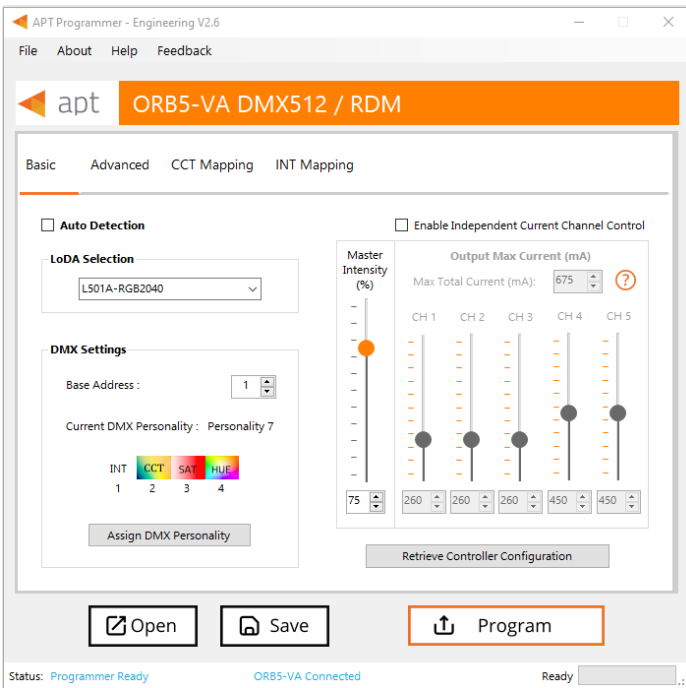 APT Programmer - Engineering V2.6
File About Help Feedback
apt ORB5-VA DMX512 / RDM
Basic Advanced CCT Mapping INT Mapping
Auto Detection
LoDA Selection
L501A-RGB2040
DMX Settings
Base Address : 1
Current DMX Personality : Personality 7
INT CCT SAT HUE
1 2 3 4
Assign DMX Personality
Enable Independent Current Channel Control
Master
Intensity
(%)
75
Output Max Current (mA)
Max Total Current (mA): 675 ?
CH 1 CH 2 CH 3 CH 4 CH 5
260 260 260 450 450
Retrieve Controller Configuration
Open Save Program
Status: Programmer Ready ORB5-VA Connected Ready